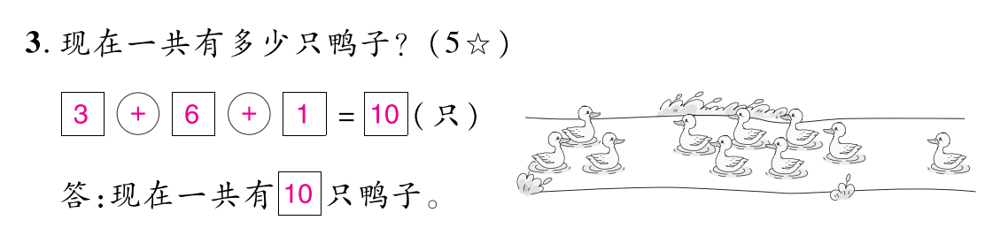 3. 现在一共有多少只鸭子?(5☆)
3 + 6 + 1 = 10(只)
答:现在一共有10只鸭子。